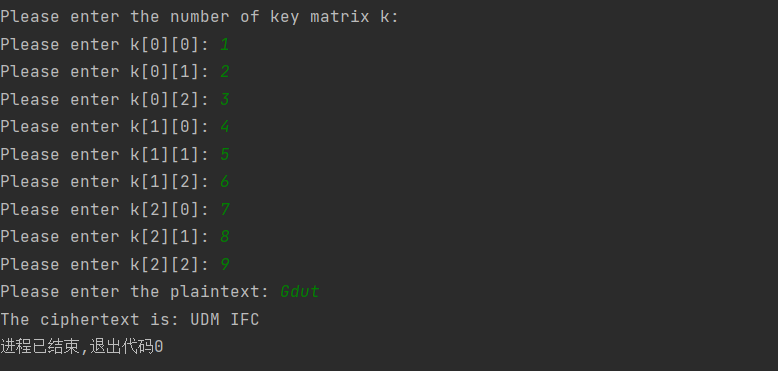 Please enter the number of key matrix k:
Please enter k[0][0]: 1
Please enter k[0][1]: 2
Please enter k[0][2]: 3
Please enter k[1][0]: 4
Please enter k[1][1]: 5
Please enter k[1][2]: 6
Please enter k[2][0]: 7
Please enter k[2][1]: 8
Please enter k[2][2]: 9
Please enter the plaintext: Gdut
The ciphertext is: UDM IFC
进程已结束,退出代码0